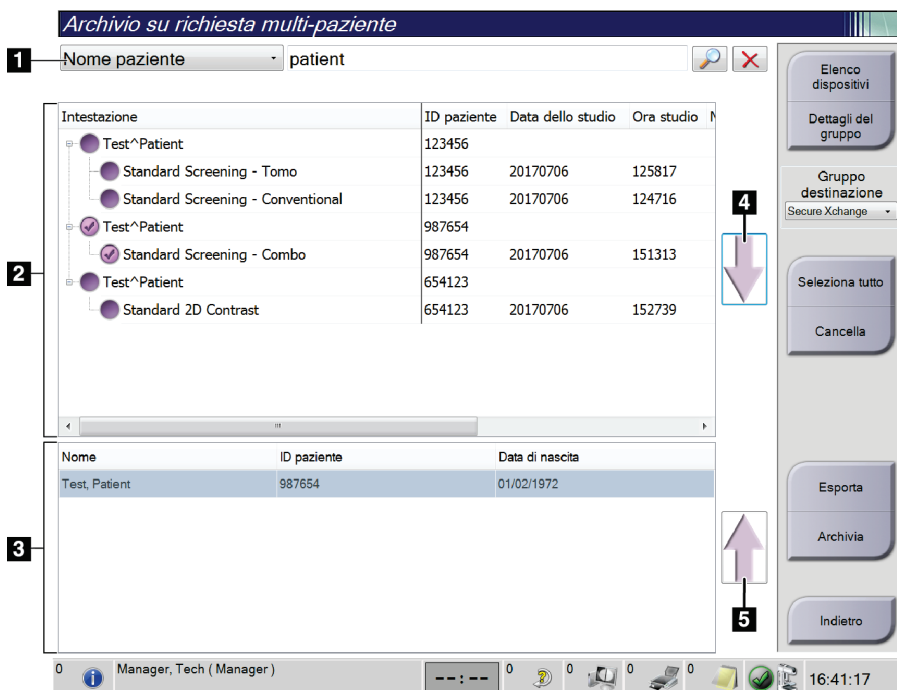 Archivio su richiesta multi-paziente
1
Nome paziente
patient
Elenco dispositivi
Dettagli del gruppo
Gruppo destinazione
Secure Xchange
Seleziona tutto
Cancella
Esporta
Archivia
Indietro
2
Intestazione ID paziente Data dello studio Ora studio
Test^Patient 123456
Standard Screening - Tomo 123456 20170706 125817
Standard Screening - Conventional 123456 20170706 124716
Test^Patient 987654
Standard Screening - Combo 987654 20170706 151313
Test^Patient 654123
Standard 2D Contrast 654123 20170706 152739
4
3
Nome ID paziente Data di nascita
Test, Patient 987654 01/02/1972
5
0 Manager, Tech ( Manager ) --:-- 0 0 0 0 16:41:17